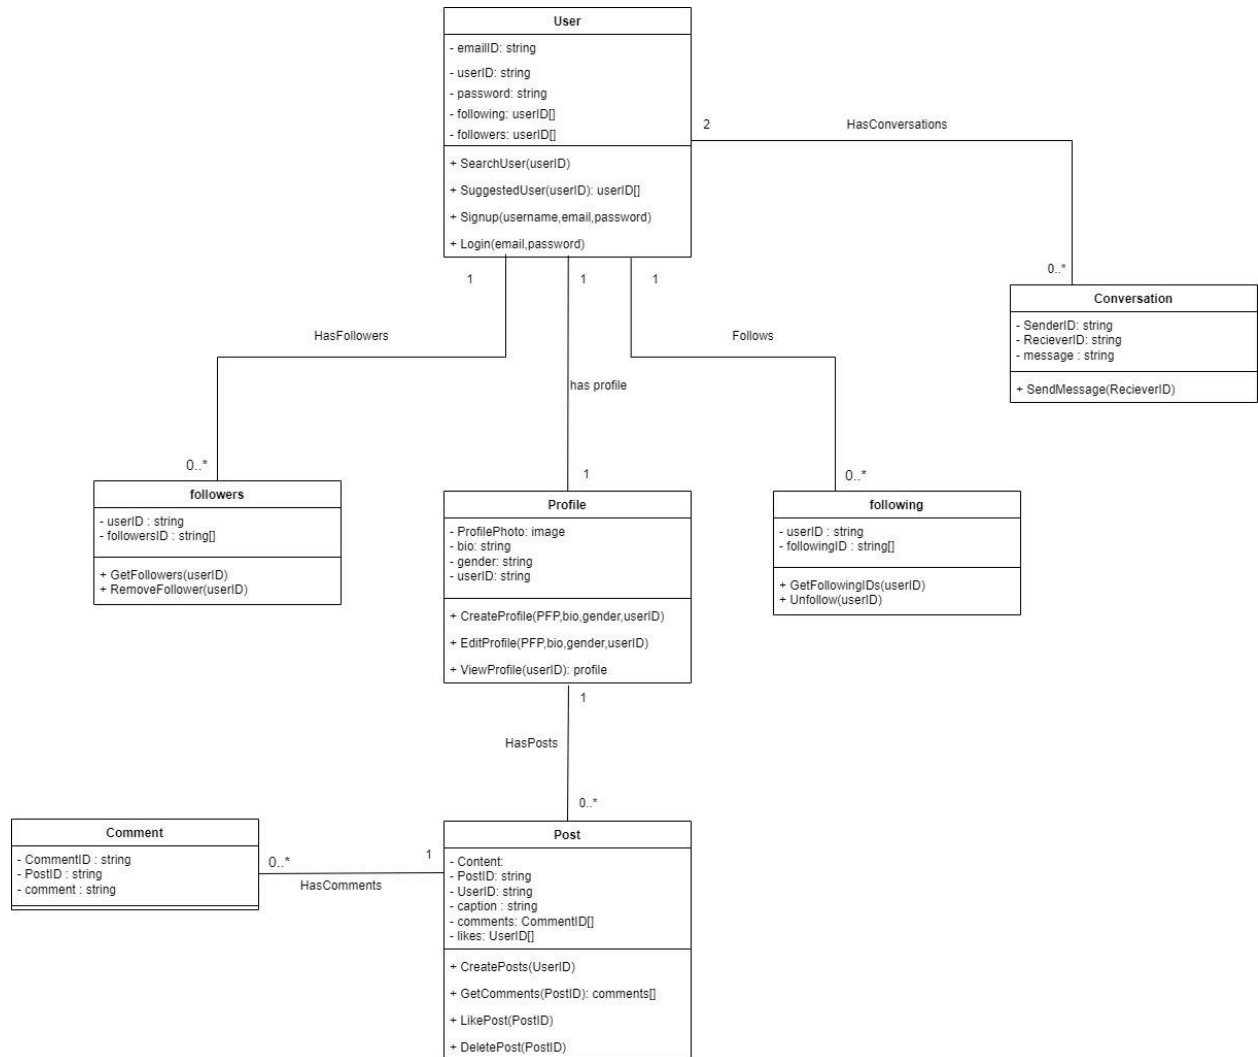 User
- emailID: string
- userID: string
- password: string
- following: userID[]
- followers: userID[]
+ SearchUser(userID)
+ SuggestedUser(userID): userID[]
+ Signup(username,email,password)
+ Login(email,password)
2
HasConversations
0..*
Conversation
- SenderID: string
- RecieverID: string
- message : string
+ SendMessage(RecieverID)
1
1
1
HasFollowers
Follows
has profile
0..*
1
0..*
followers
- userID : string
- followersID : string[]
+ GetFollowers(userID)
+ RemoveFollower(userID)
Profile
- ProfilePhoto: image
- bio: string
- gender: string
- userID: string
+ CreateProfile(PFP,bio,gender,userID)
+ EditProfile(PFP,bio,gender,userID)
+ ViewProfile(userID): profile
following
- userID : string
- followingID : string[]
+ GetFollowingIDs(userID)
+ Unfollow(userID)
1
HasPosts
0..*
Comment
- CommentID : string
- PostID : string
- comment : string
0..*
1
HasComments
Post
- Content:
- PostID: string
- UserID: string
- caption : string
- comments: CommentID[]
- likes: UserID[]
+ CreatePosts(UserID)
+ GetComments(PostID): comments[]
+ LikePost(PostID)
+ DeletePost(PostID)